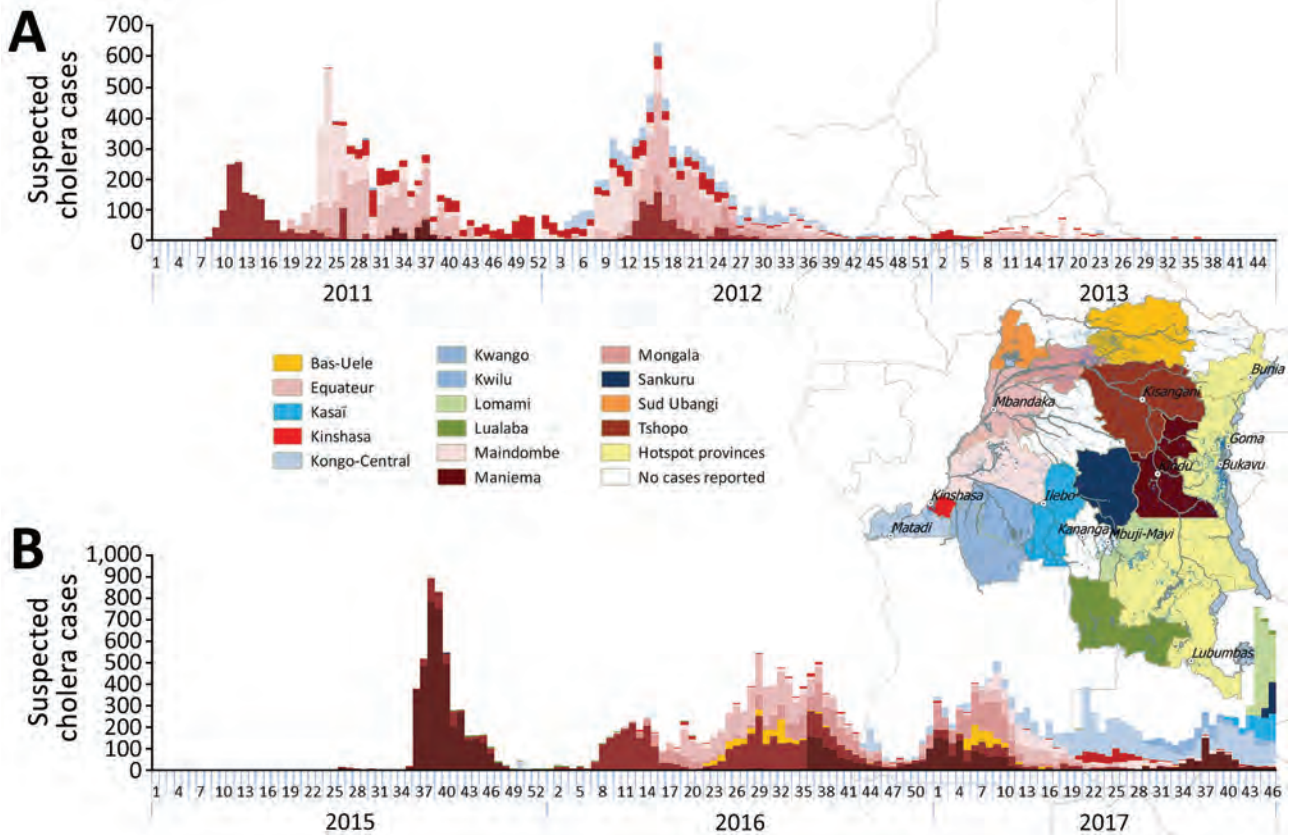 A
Suspected
cholera cases
700
600
500
400
300
200
100
0
1 4 7 10 13 16 19 22 25 28 31 34 37 40 43 46 49 52 3 6 9 12 15 18 21 24 27 30 33 36 39 42 45 48 51 2 5 8 11 14 17 20 23 26 29 32 35 38 41 44
2011 2012 2013
Bas-Uele
Equateur
Kasaï
Kinshasa
Kongo-Central
Kwango
Kwilu
Lomami
Lualaba
Maindombe
Maniema
Mongala
Sankuru
Sud Ubangi
Tshopo
Hotspot provinces
No cases reported
Bunia
Kisangani
Mbandaka
Goma
Bukavu
Kindu
Kinshasa
Ilebo
Matadi
Kananga
Mbuji-Mayi
Lubumbas
B
Suspected
cholera cases
1,000
900
800
700
600
500
400
300
200
100
0
1 4 7 10 13 16 19 22 25 28 31 34 37 40 43 46 49 52 2 5 8 11 14 17 20 23 26 29 32 35 38 41 44 47 50 1 4 7 10 13 16 19 22 25 28 31 34 37 40 43 46
2015 2016 2017